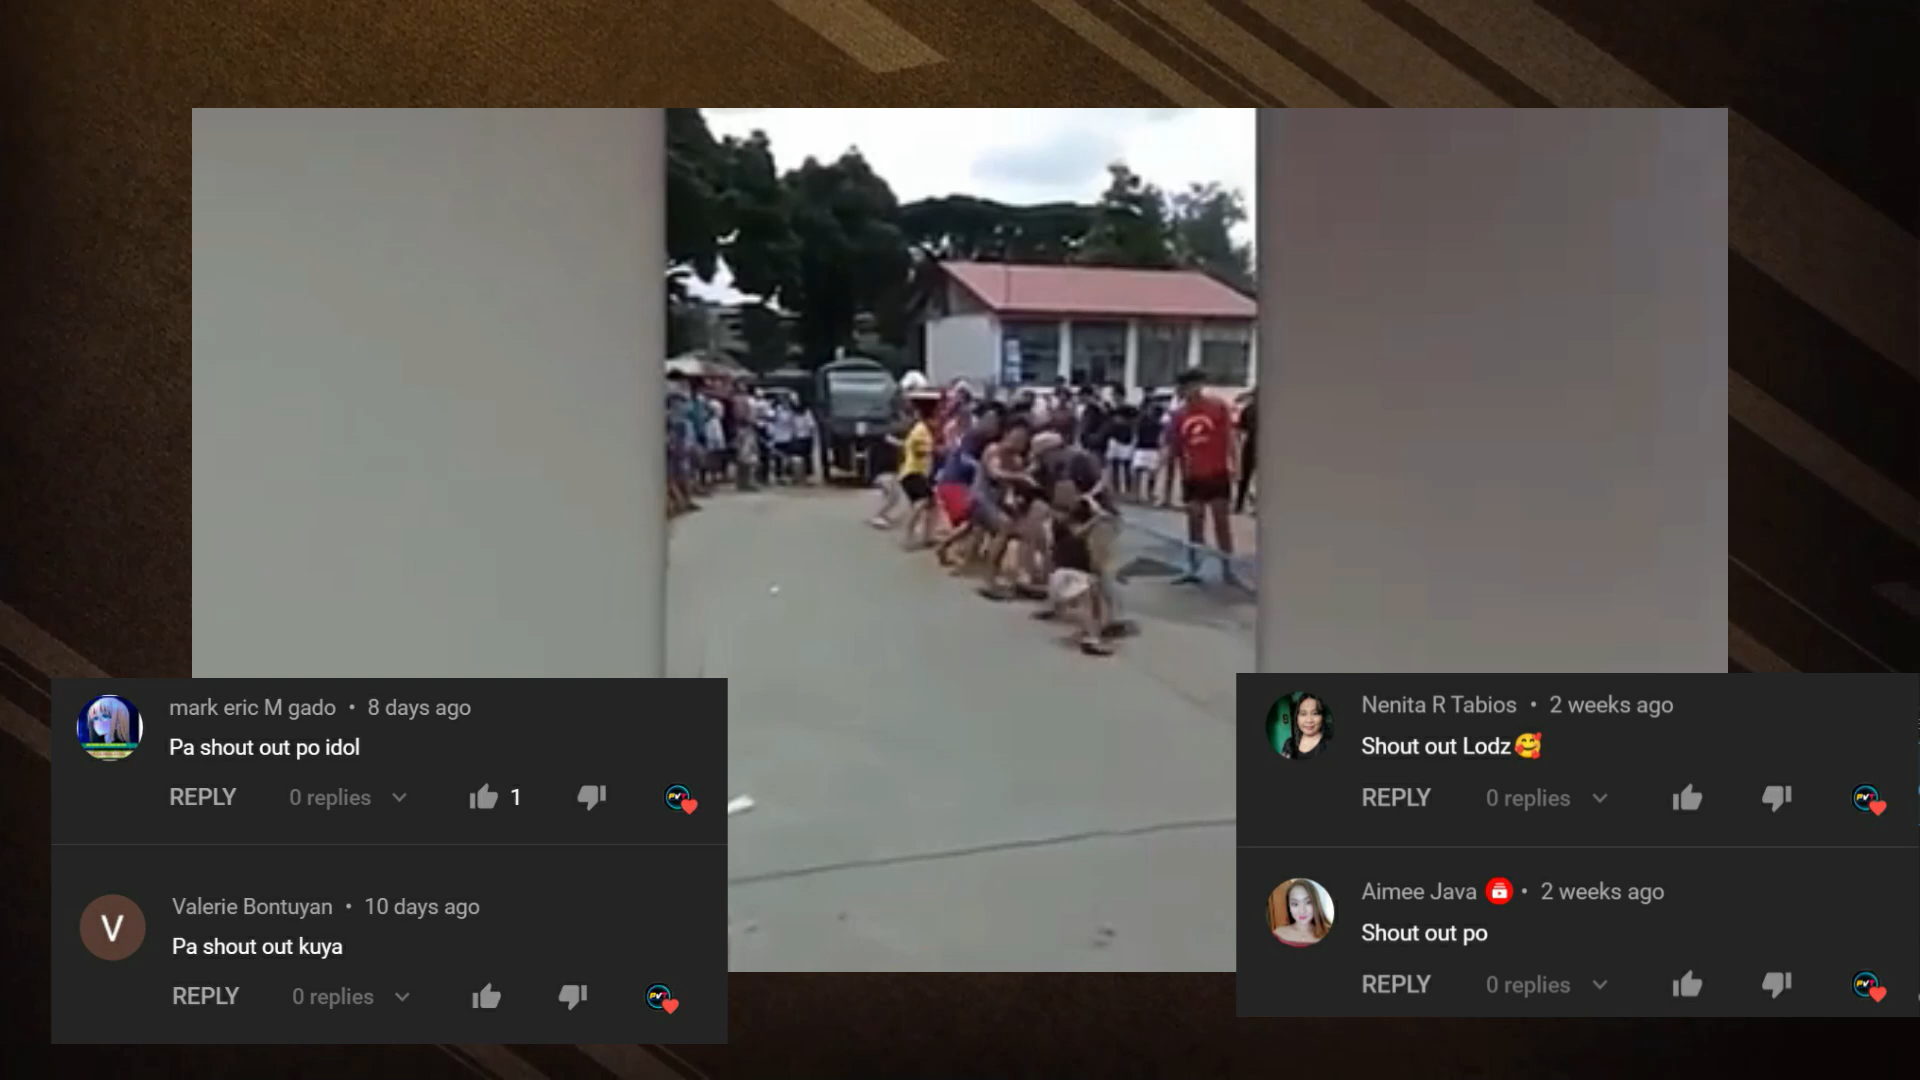 mark eric M gado • 8 days ago
Pa shout out po idol
REPLY 0 replies 1
Valerie Bontuyan • 10 days ago
V
Pa shout out kuya
REPLY 0 replies
Nenita R Tabios • 2 weeks ago
Shout out Lodz🥰
REPLY 0 replies
Aimee Java • 2 weeks ago
Shout out po
REPLY 0 replies